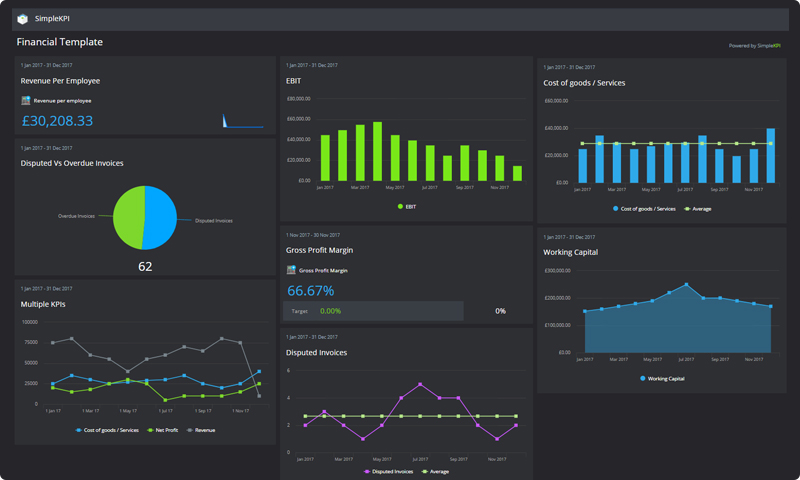 SimpleKPI
Financial Template
Powered by SimpleKPI
1 Jan 2017 - 31 Dec 2017
Revenue Per Employee
Revenue per employee
£30,208.33
1 Jan 2017 - 31 Dec 2017
Disputed Vs Overdue Invoices
Overdue Invoices
Disputed Invoices
62
1 Jan 2017 - 31 Dec 2017
Multiple KPIs
100000
75000
50000
25000
0
1 Jan 17 1 Mar 17 1 May 17 1 Jul 17 1 Sep 17 1 Nov 17
Cost of goods / Services Net Profit Revenue
1 Jan 2017 - 31 Dec 2017
EBIT
£80,000.00
£60,000.00
£40,000.00
£20,000.00
£0.00
Jan 2017 Mar 2017 May 2017 Jul 2017 Sep 2017 Nov 2017
EBIT
1 Nov 2017 - 30 Nov 2017
Gross Profit Margin
Gross Profit Margin
66.67%
Target 0.00% 0%
1 Jan 2017 - 31 Dec 2017
Disputed Invoices
6
4
2
0
Jan 2017 Mar 2017 May 2017 Jul 2017 Sep 2017 Nov 2017
Disputed Invoices Average
1 Jan 2017 - 31 Dec 2017
Cost of goods / Services
£60,000.00
£40,000.00
£20,000.00
£0.00
Jan 2017 Mar 2017 May 2017 Jul 2017 Sep 2017 Nov 2017
Cost of goods / Services Average
1 Jan 2017 - 31 Dec 2017
Working Capital
£300,000.00
£200,000.00
£100,000.00
£0.00
Jan 2017 Mar 2017 May 2017 Jul 2017 Sep 2017 Nov 2017
Working Capital